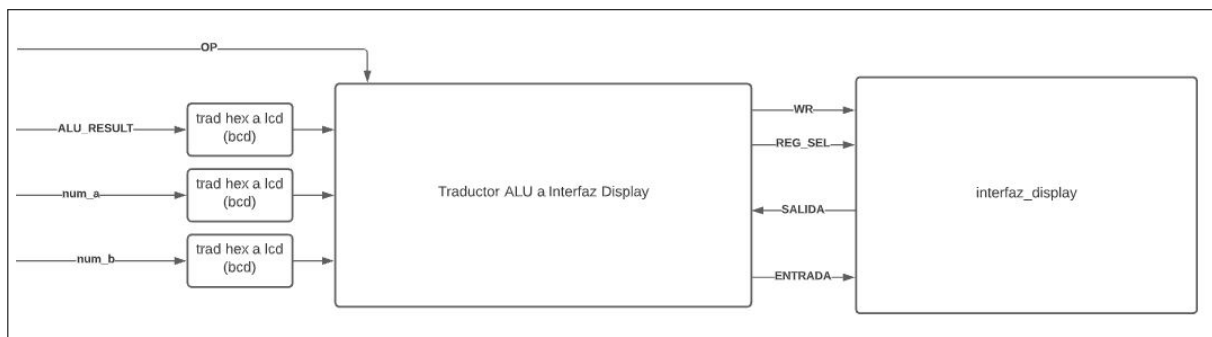 OP
ALU_RESULT
trad hex a lcd
(bcd)
num_a
trad hex a lcd
(bcd)
num_b
trad hex a lcd
(bcd)
Traductor ALU a Interfaz Display
WR
REG_SEL
SALIDA
ENTRADA
interfaz_display